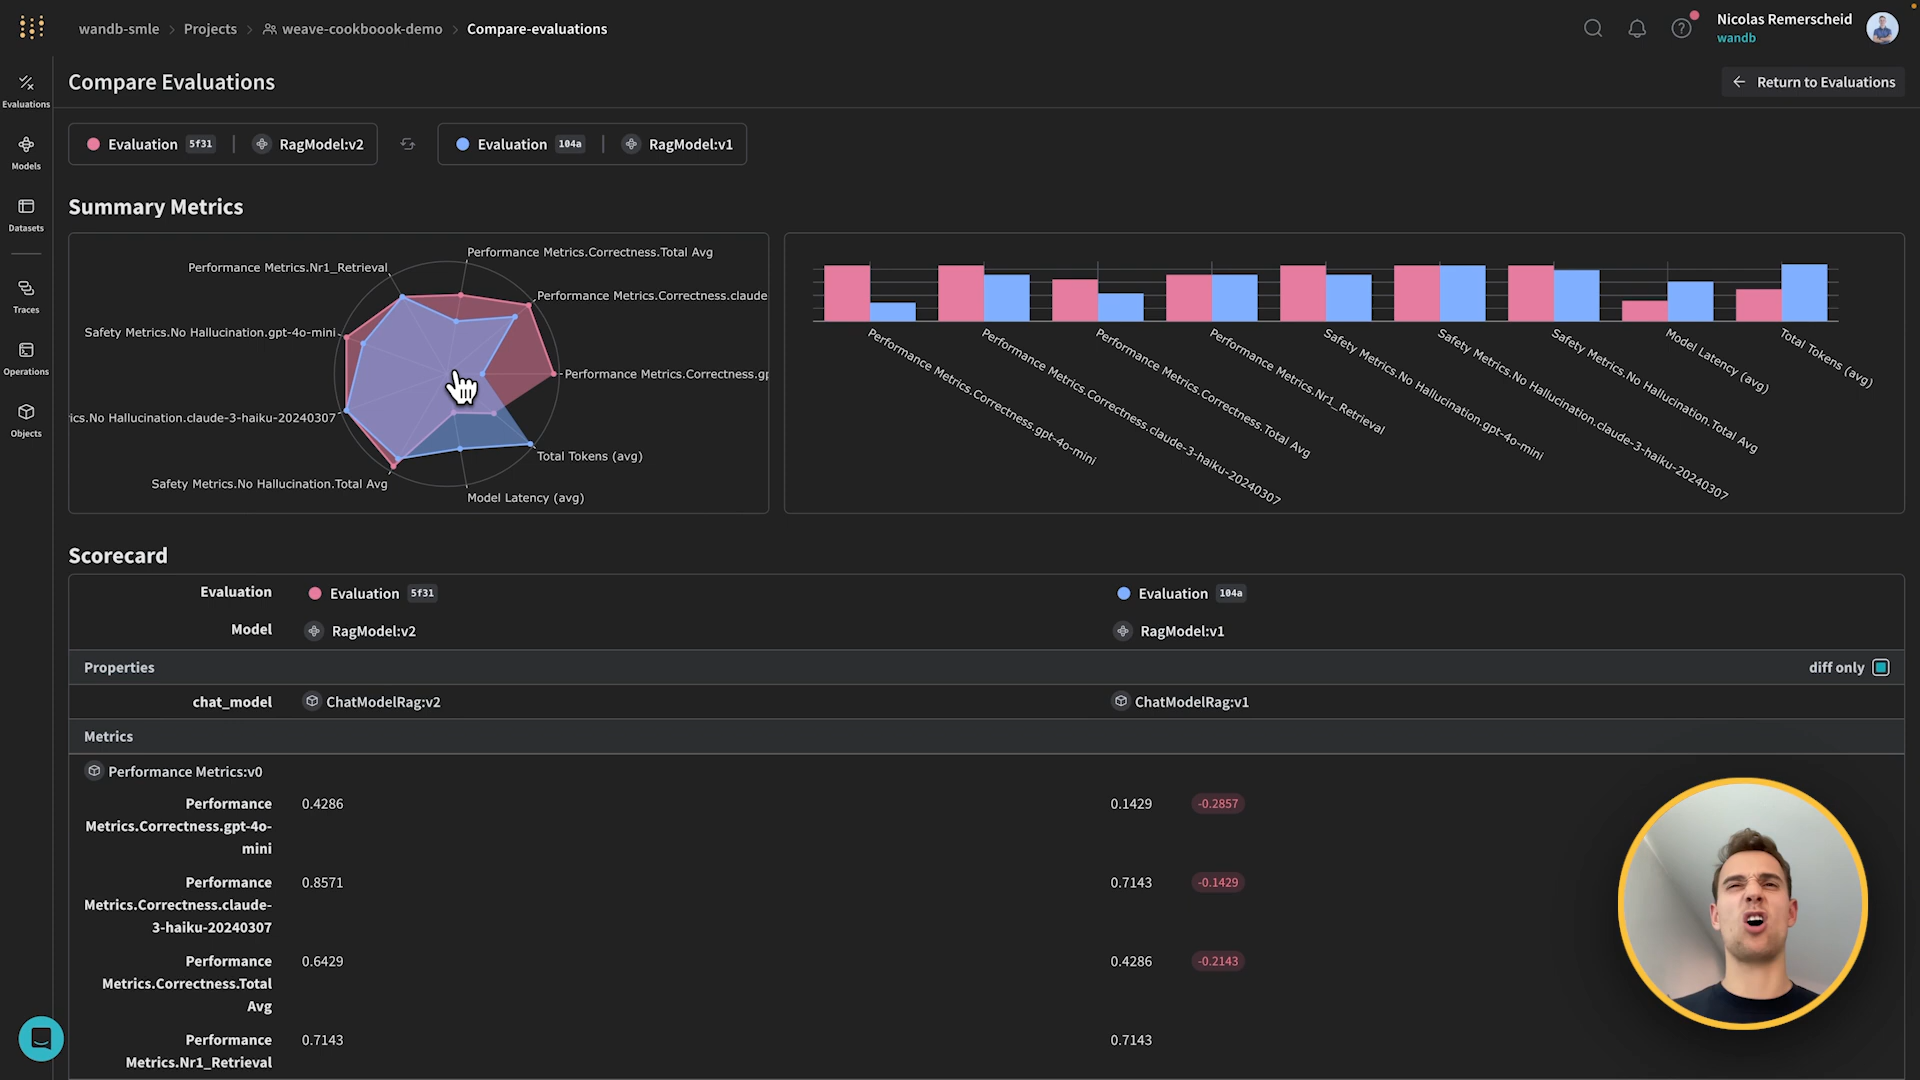 wandb-smle
Projects
weave-cookboook-demo
Compare-evaluations
Nicolas Remerscheid
wandb
Evaluations
Models
Datasets
Traces
Operations
Objects
Compare Evaluations
Return to Evaluations
Evaluation 5f31 RagModel:v2
Evaluation 104a RagModel:v1
Summary Metrics
Performance Metrics.Correctness.Total Avg
Performance Metrics.Nr1_Retrieval
Performance Metrics.Correctness.claude
Safety Metrics.No Hallucination.gpt-4o-mini
Performance Metrics.Correctness.gp
ics.No Hallucination.claude-3-haiku-20240307
Total Tokens (avg)
Safety Metrics.No Hallucination.Total Avg
Model Latency (avg)
Performance Metrics.Correctness.gpt-4o-mini
Performance Metrics.Correctness.claude-3-haiku-20240307
Performance Metrics.Correctness.Total Avg
Performance Metrics.Nr1_Retrieval
Safety Metrics.No Hallucination.gpt-4o-mini
Safety Metrics.No Hallucination.claude-3-haiku-20240307
Safety Metrics.No Hallucination.Total Avg
Model Latency (avg)
Total Tokens (avg)
Scorecard
Evaluation Evaluation 5f31 Evaluation 104a
Model RagModel:v2 RagModel:v1
Properties diff only
chat_model ChatModelRag:v2 ChatModelRag:v1
Metrics
Performance Metrics:v0
Performance 0.4286 0.1429 -0.2857
Metrics.Correctness.gpt-4o-
mini
Performance 0.8571 0.7143 -0.1429
Metrics.Correctness.claude-
3-haiku-20240307
Performance 0.6429 0.4286 -0.2143
Metrics.Correctness.Total
Avg
Performance 0.7143 0.7143
Metrics.Nr1_Retrieval